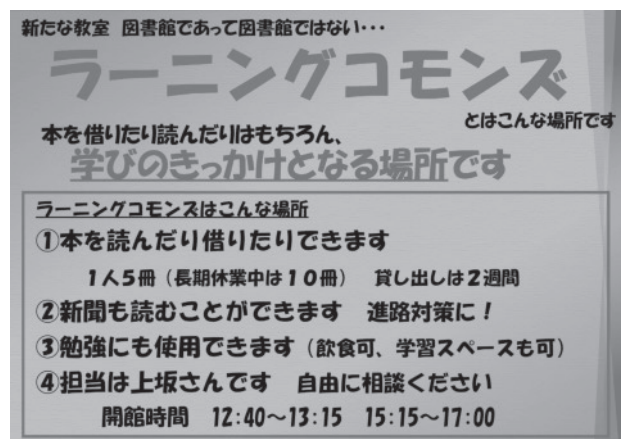 新たな教室 図書館であって図書館ではない・・・
ラーニングコモンズ
とはこんな場所です
本を借りたり読んだりはもちろん、
学びのきっかけとなる場所です
ラーニングコモンズはこんな場所
①本を読んだり借りたりできます
1人5冊（長期休業中は10冊） 貸し出しは2週間
②新聞も読むことができます 進路対策に！
③勉強にも使用できます（飲食可、学習スペースも可）
④担当は上坂さんです 自由に相談ください
開館時間 12:40～13:15 15:15～17:00